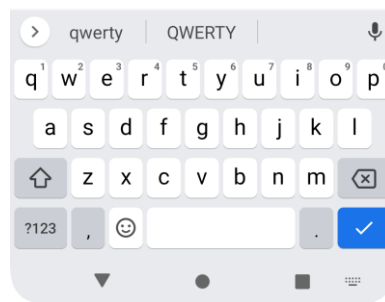 qwerty QWERTY
q1 w2 e3 r4 t5 y6 u7 i8 o9 p0
a s d f g h j k l
z x c v b n m
?123 , .